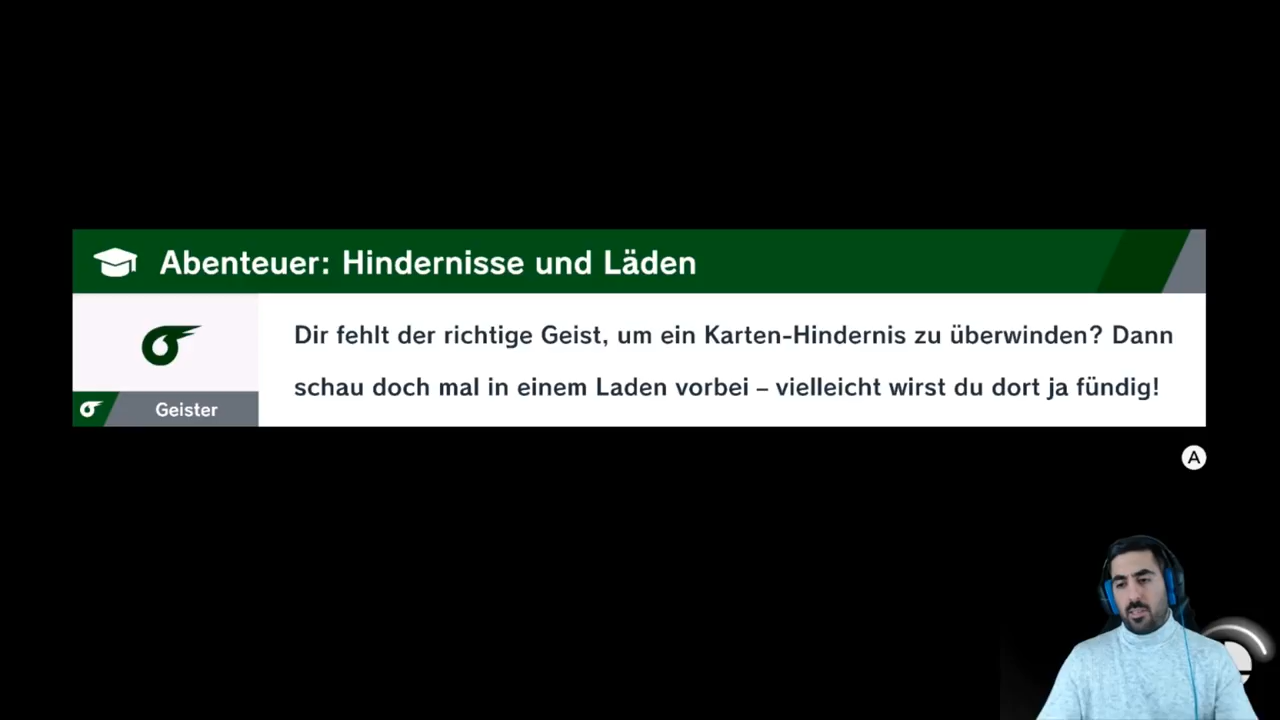 Abenteuer: Hindernisse und Läden
Dir fehlt der richtige Geist, um ein Karten-Hindernis zu überwinden? Dann
schau doch mal in einem Laden vorbei – vielleicht wirst du dort ja fündig!
Geister
A